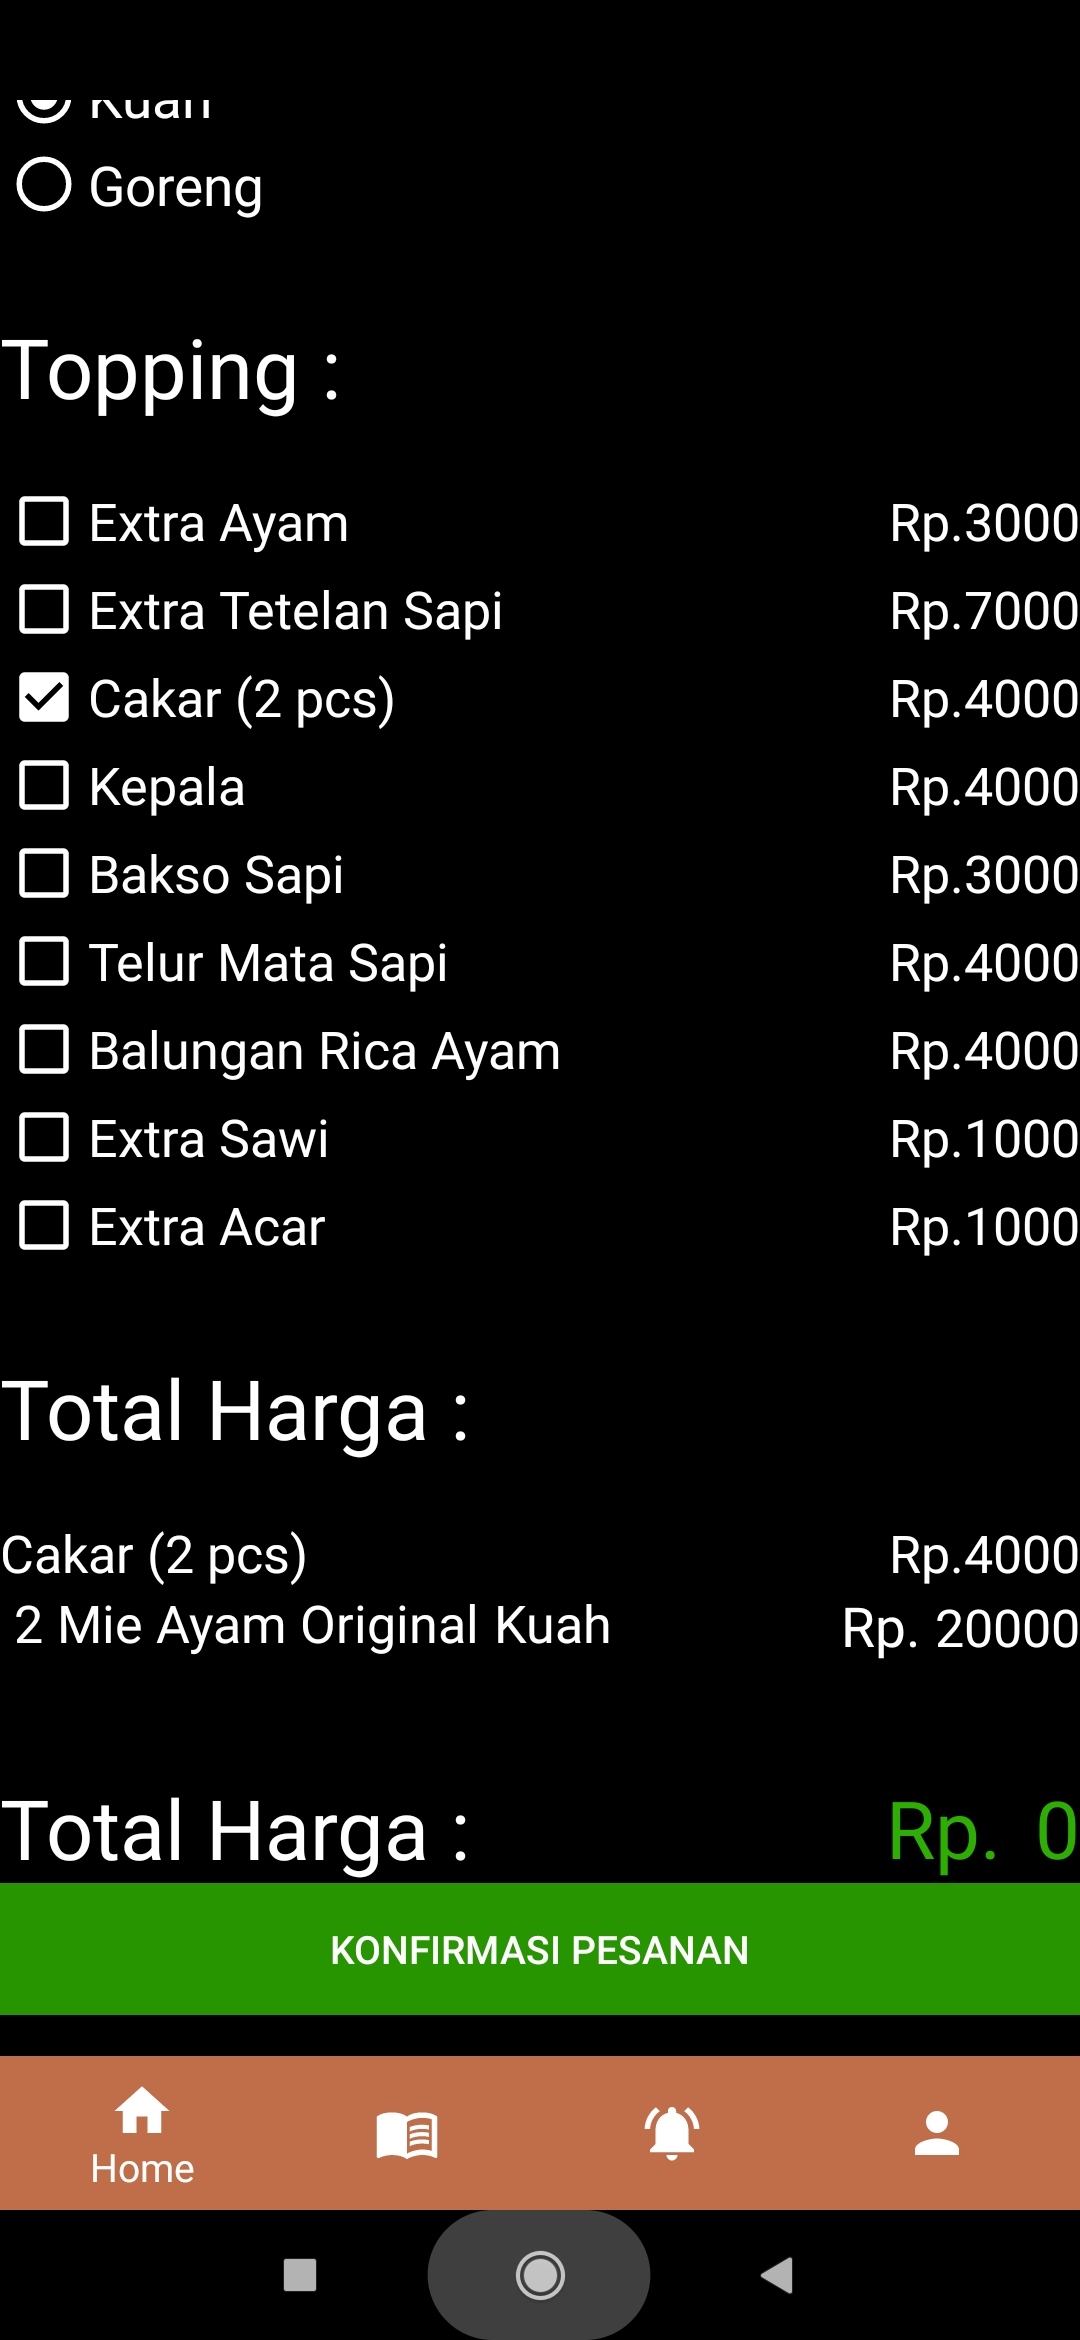 Kuah
Goreng
Topping :
Extra Ayam Rp.3000
Extra Tetelan Sapi Rp.7000
Cakar (2 pcs) Rp.4000
Kepala Rp.4000
Bakso Sapi Rp.3000
Telur Mata Sapi Rp.4000
Balungan Rica Ayam Rp.4000
Extra Sawi Rp.1000
Extra Acar Rp.1000
Total Harga :
Cakar (2 pcs) Rp.4000
2 Mie Ayam Original Kuah Rp. 20000
Total Harga : Rp. 0
KONFIRMASI PESANAN
Home